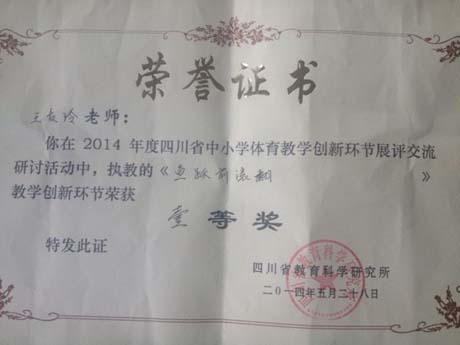 荣誉证书
王友玲老师：
你在 2014 年度四川省中小学体育教学创新环节展评交流
研讨活动中，执教的《鱼跃前滚翻》
教学创新环节荣获
壹等奖
特发此证
四川省教育科学研究所
二〇一四年五月二十八日